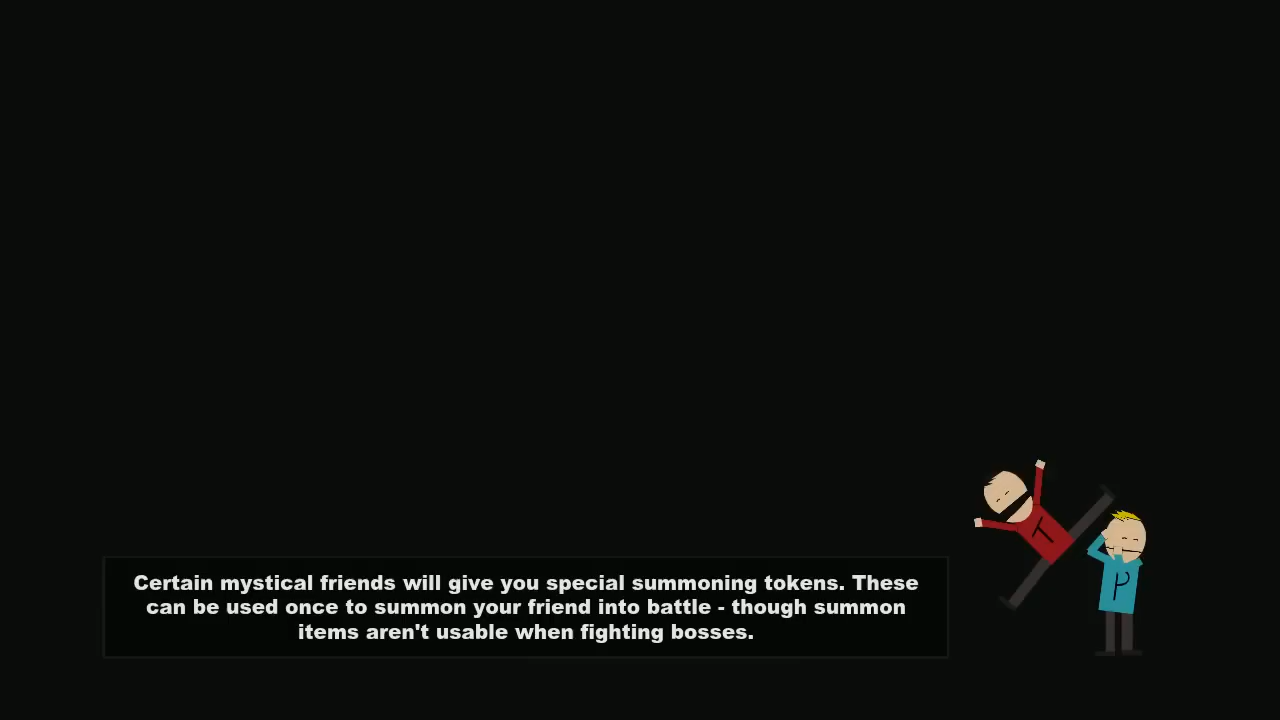 Certain mystical friends will give you special summoning tokens. These
can be used once to summon your friend into battle - though summon
items aren't usable when fighting bosses.
T
P